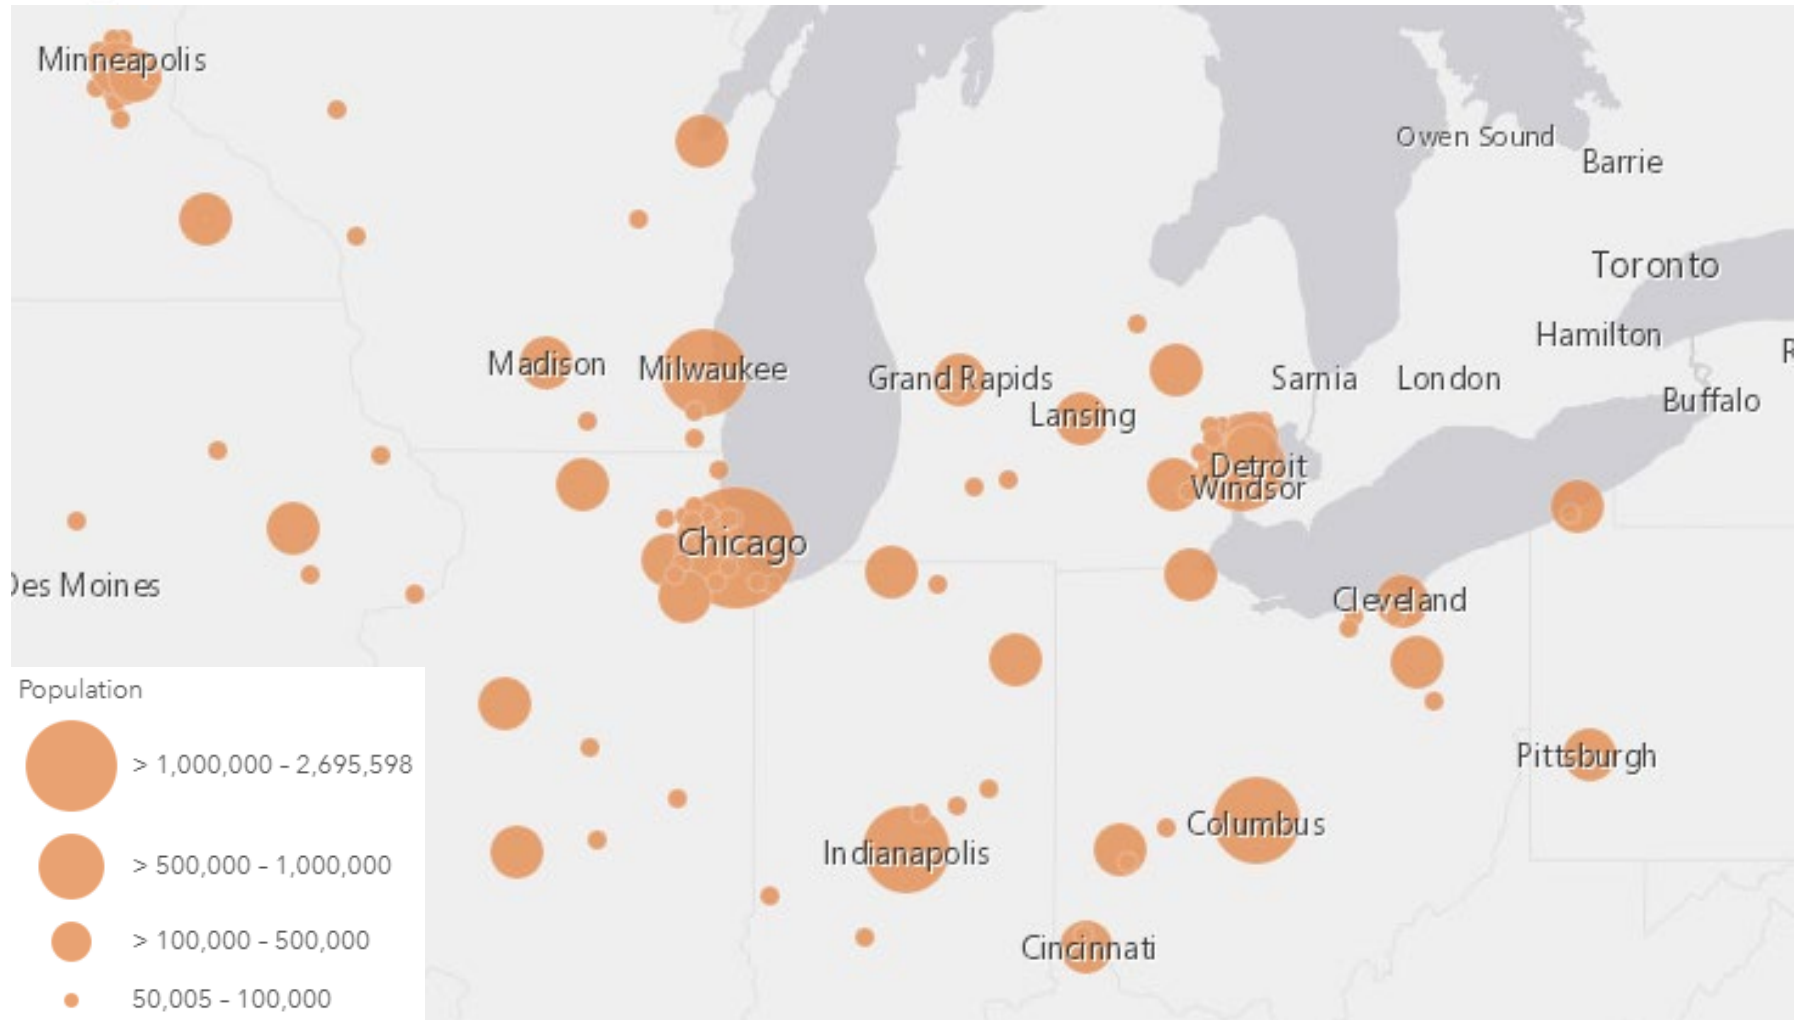 Minneapolis
Owen Sound
Barrie
Toronto
Hamilton
R
Madison
Milwaukee
Grand Rapids
Sarnia
London
Buffalo
Lansing
Detroit
Windsor
Chicago
Des Moines
Cleveland
Population
> 1,000,000 - 2,695,598
> 500,000 - 1,000,000
> 100,000 - 500,000
50,005 - 100,000
Pittsburgh
Columbus
Indianapolis
Cincinnati